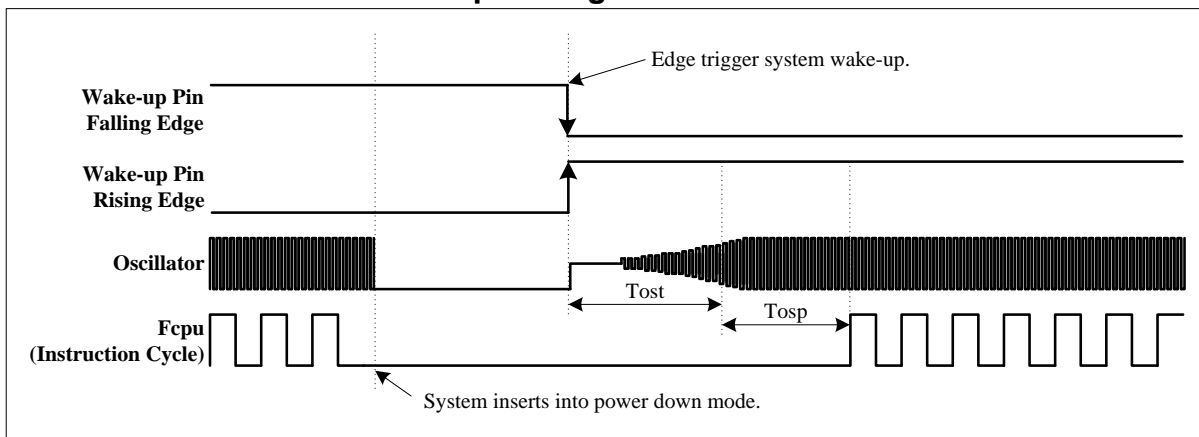 Edge trigger system wake-up.
Wake-up Pin
Falling Edge
Wake-up Pin
Rising Edge
Oscillator
Tost
Tosp
Fcpu
(Instruction Cycle)
System inserts into power down mode.